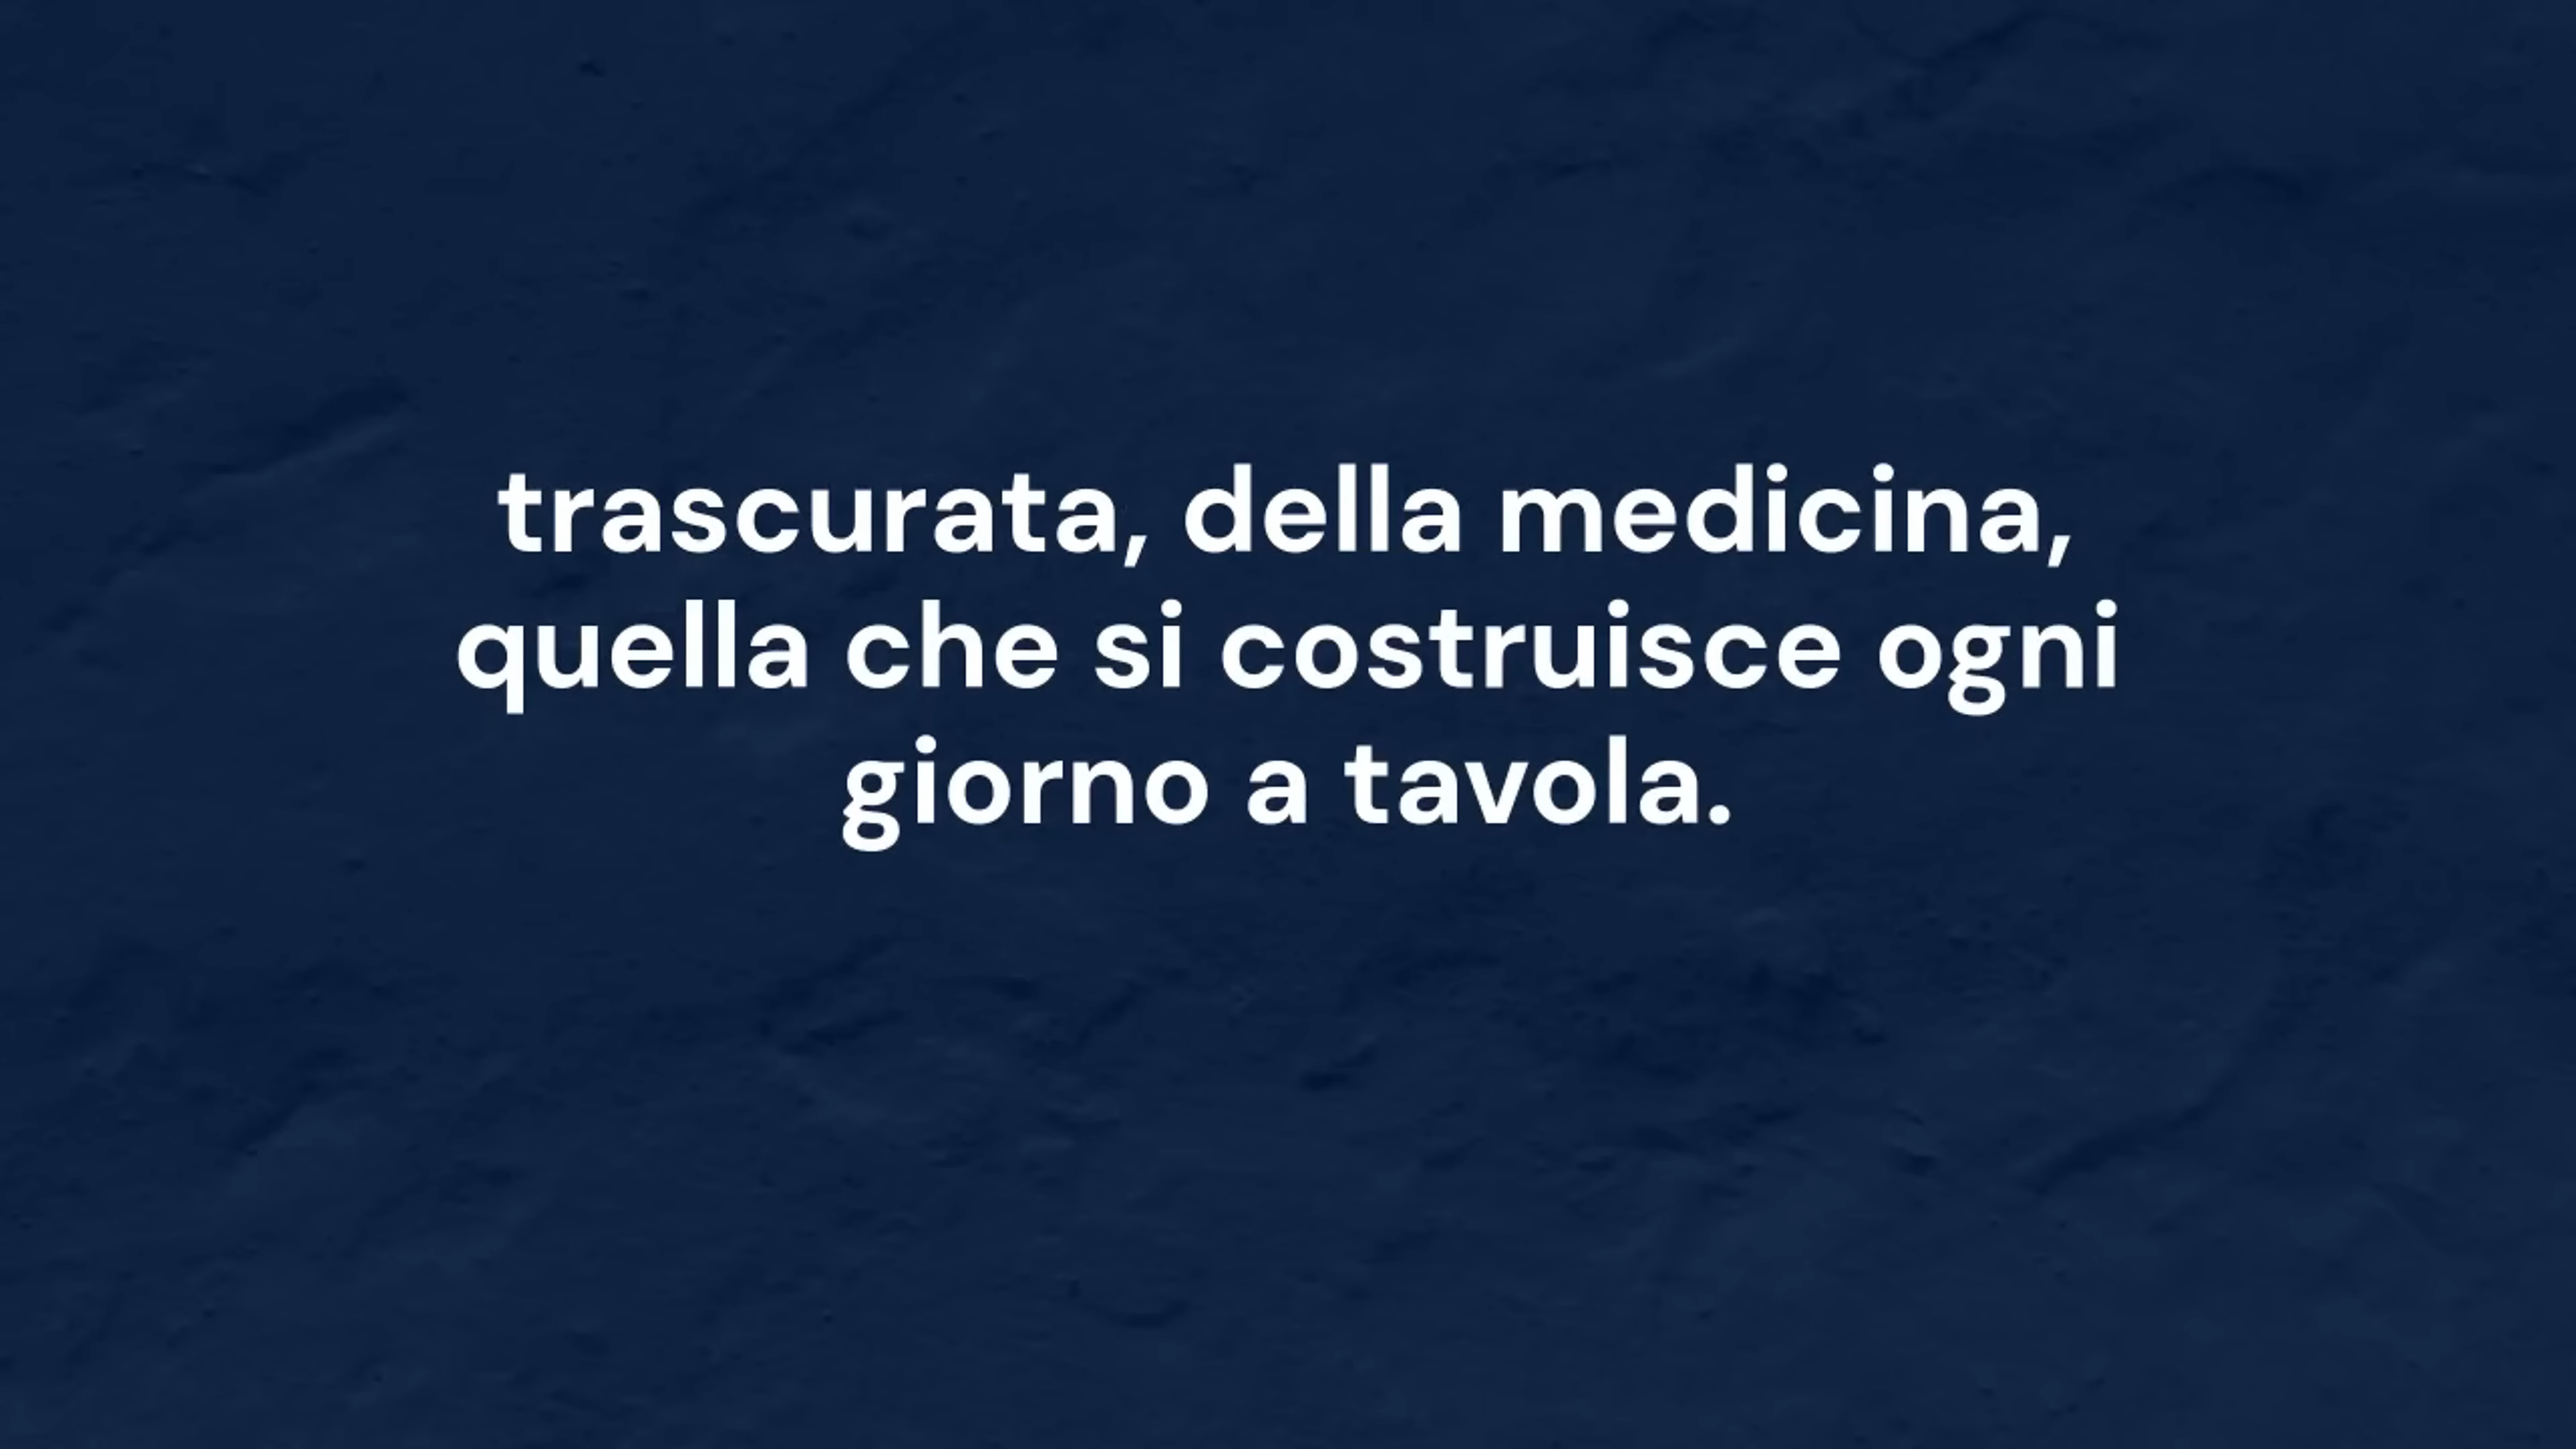 trascurata, della medicina,
quella che si costruisce ogni
giorno a tavola.